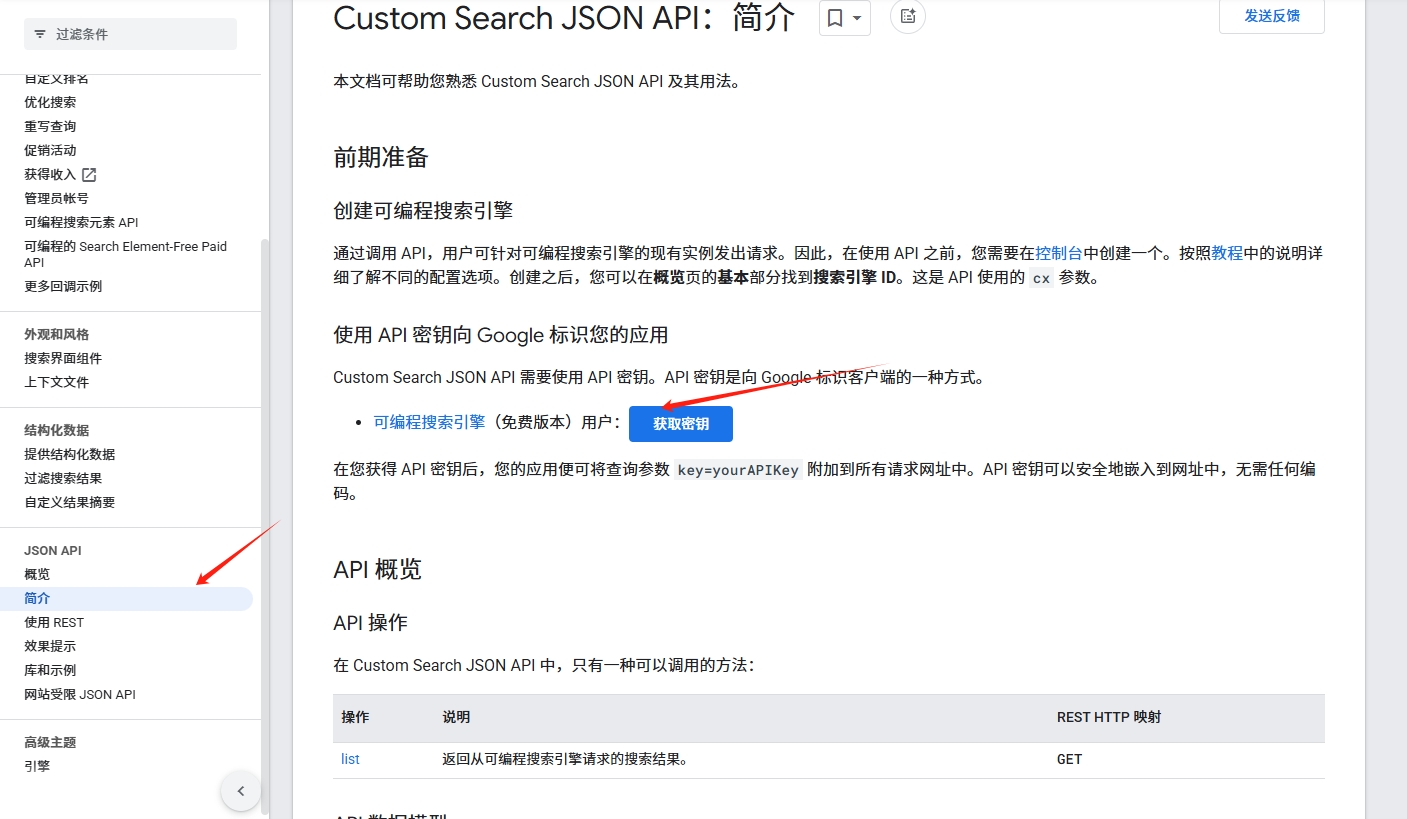 过滤条件
自定义排名
优化搜索
重写查询
促销活动
获得收入
管理员帐号
可编程搜索元素 API
可编程的 Search Element-Free Paid
API
更多回调示例
外观和风格
搜索界面组件
上下文文件
结构化数据
提供结构化数据
过滤搜索结果
自定义结果摘要
JSON API
概览
简介
使用 REST
效果提示
库和示例
网站受限 JSON API
高级主题
引擎
Custom Search JSON API：简介
发送反馈
本文档可帮助您熟悉 Custom Search JSON API 及其用法。
前期准备
创建可编程搜索引擎
通过调用 API，用户可针对可编程搜索引擎的现有实例发出请求。因此，在使用 API 之前，您需要在控制台中创建一个。按照教程中的说明详
细了解不同的配置选项。创建之后，您可以在概览页的基本部分找到搜索引擎 ID。这是 API 使用的 cx 参数。
使用 API 密钥向 Google 标识您的应用
Custom Search JSON API 需要使用 API 密钥。API 密钥是向 Google 标识客户端的一种方式。
• 可编程搜索引擎（免费版本）用户： 获取密钥
在您获得 API 密钥后，您的应用便可将查询参数 key=yourAPIKey 附加到所有请求网址中。API 密钥可以安全地嵌入到网址中，无需任何编
码。
API 概览
API 操作
在 Custom Search JSON API 中，只有一种可以调用的方法：
操作 说明 REST HTTP 映射
list 返回从可编程搜索引擎请求的搜索结果。 GET
API 数据模型